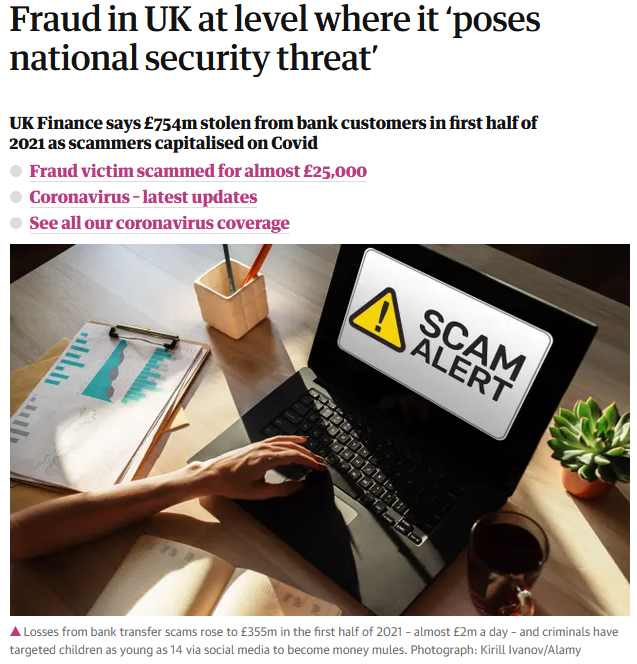 Fraud in UK at level where it ‘poses
national security threat’
UK Finance says £754m stolen from bank customers in first half of
2021 as scammers capitalised on Covid
Fraud victim scammed for almost £25,000
Coronavirus – latest updates
See all our coronavirus coverage
SCAM
ALERT
Losses from bank transfer scams rose to £355m in the first half of 2021 – almost £2m a day – and criminals have
targeted children as young as 14 via social media to become money mules. Photograph: Kirill Ivanov/Alamy